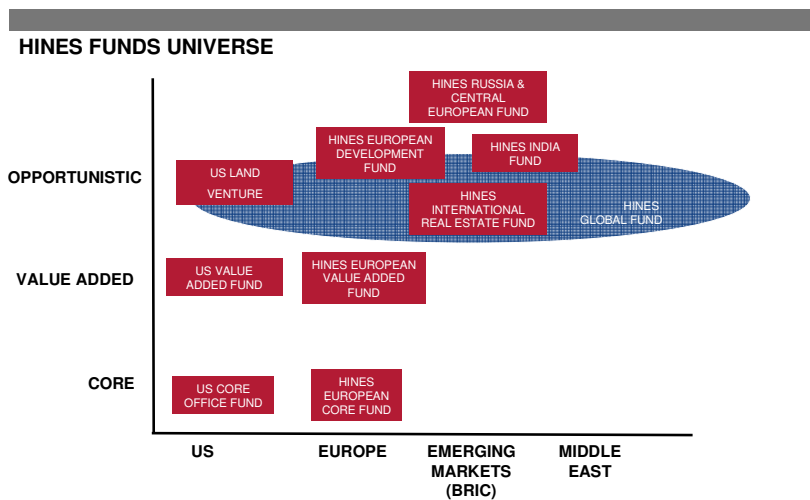 HINES FUNDS UNIVERSE
HINES RUSSIA &
CENTRAL
EUROPEAN FUND
HINES EUROPEAN
DEVELOPMENT
FUND
HINES INDIA
FUND
OPPORTUNISTIC
US LAND
VENTURE
HINES
INTERNATIONAL
REAL ESTATE FUND
HINES
GLOBAL FUND
VALUE ADDED
US VALUE
ADDED FUND
HINES EUROPEAN
VALUE ADDED
FUND
CORE
US CORE
OFFICE FUND
HINES
EUROPEAN
CORE FUND
US
EUROPE
EMERGING
MARKETS
(BRIC)
MIDDLE
EAST